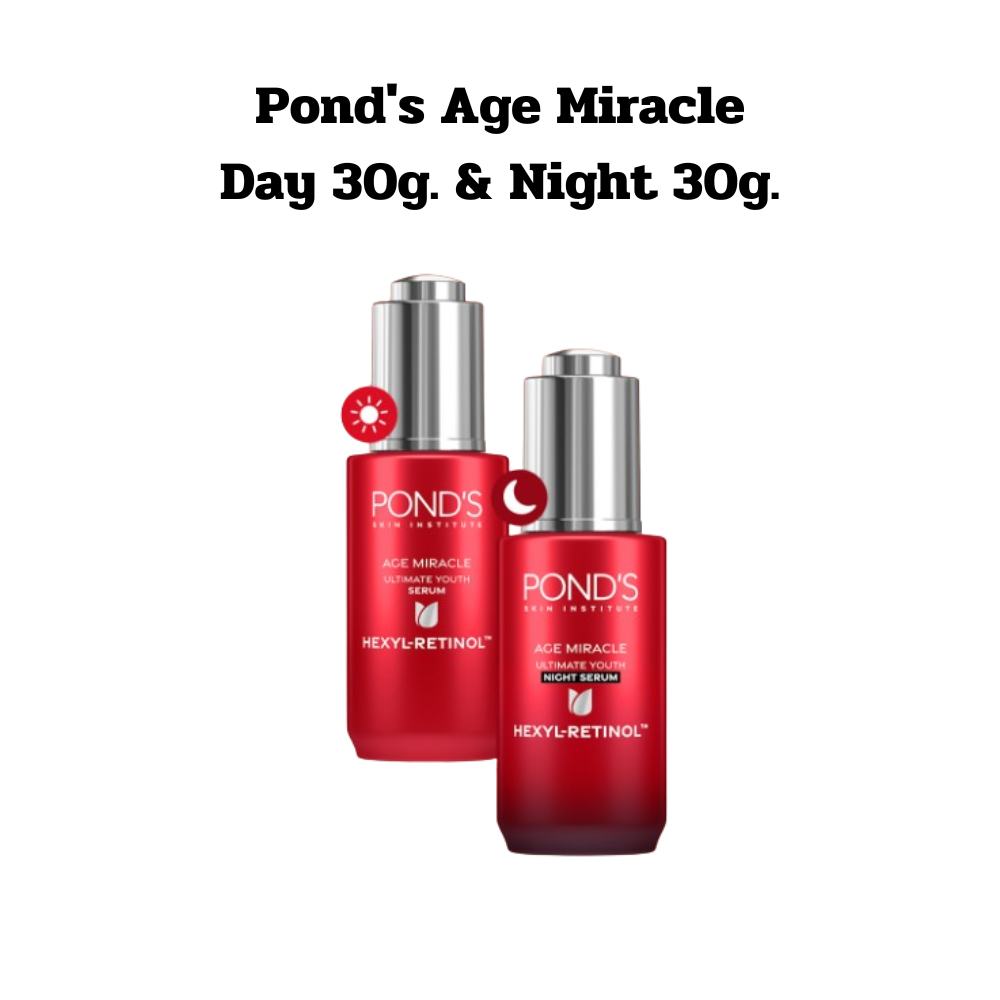 Pond's Age Miracle
Day 30g. & Night 30g.
POND'S
SKIN INSTITUTE
AGE MIRACLE
ULTIMATE YOUTH
SERUM
HEXYL-RETINOL™
POND'S
SKIN INSTITUTE
AGE MIRACLE
ULTIMATE YOUTH
NIGHT SERUM
HEXYL-RETINOL™